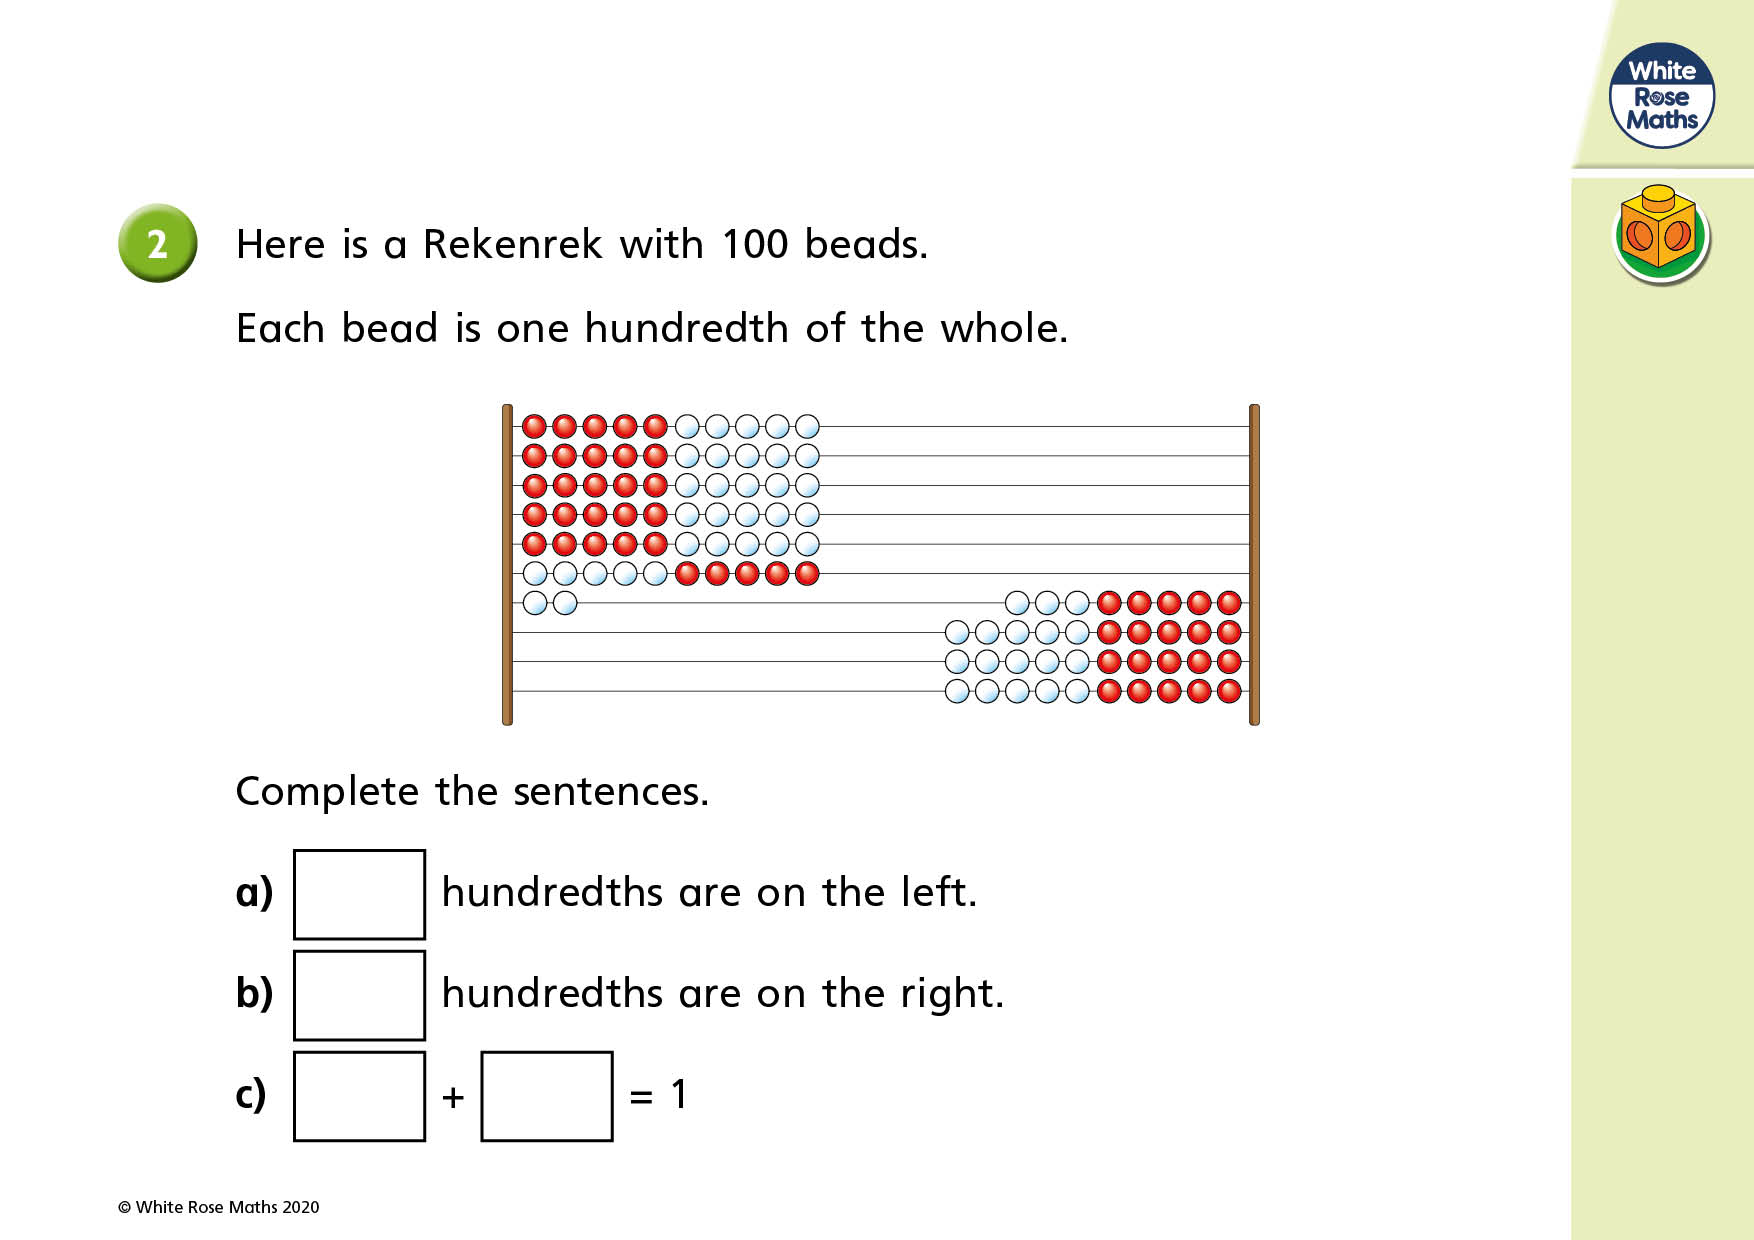 White
Rose
Maths
2 Here is a Rekenrek with 100 beads.
Each bead is one hundredth of the whole.
Complete the sentences.
a) hundredths are on the left.
b) hundredths are on the right.
c) + = 1
© White Rose Maths 2020